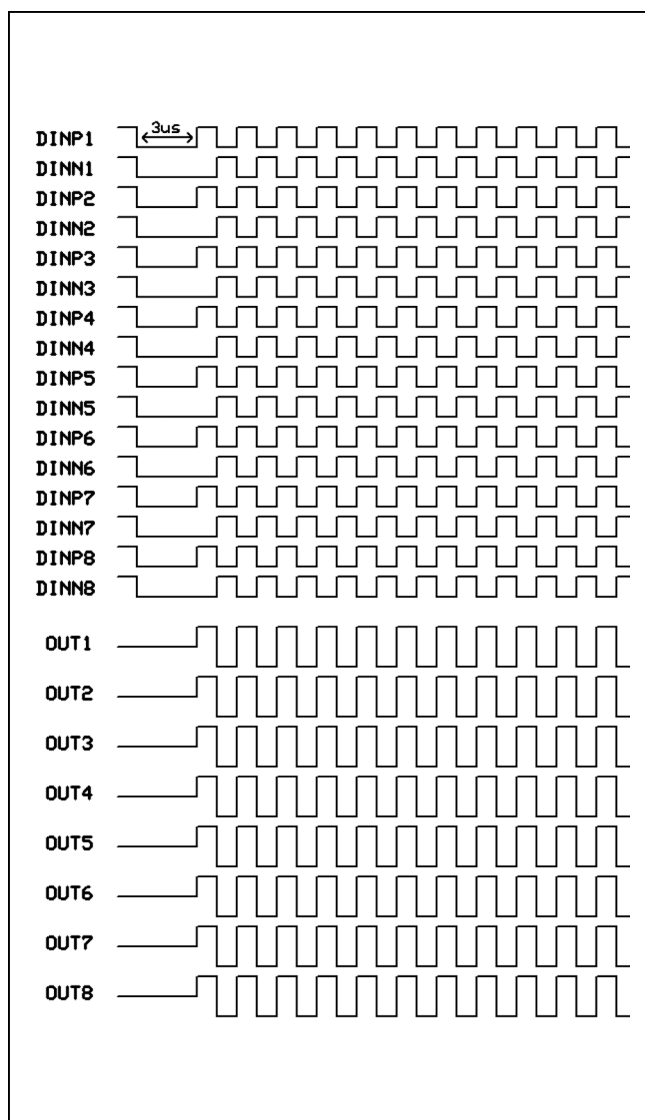 3us
DINP1
DINN1
DINP2
DINN2
DINP3
DINN3
DINP4
DINN4
DINP5
DINN5
DINP6
DINN6
DINP7
DINN7
DINP8
DINN8
OUT1
OUT2
OUT3
OUT4
OUT5
OUT6
OUT7
OUT8